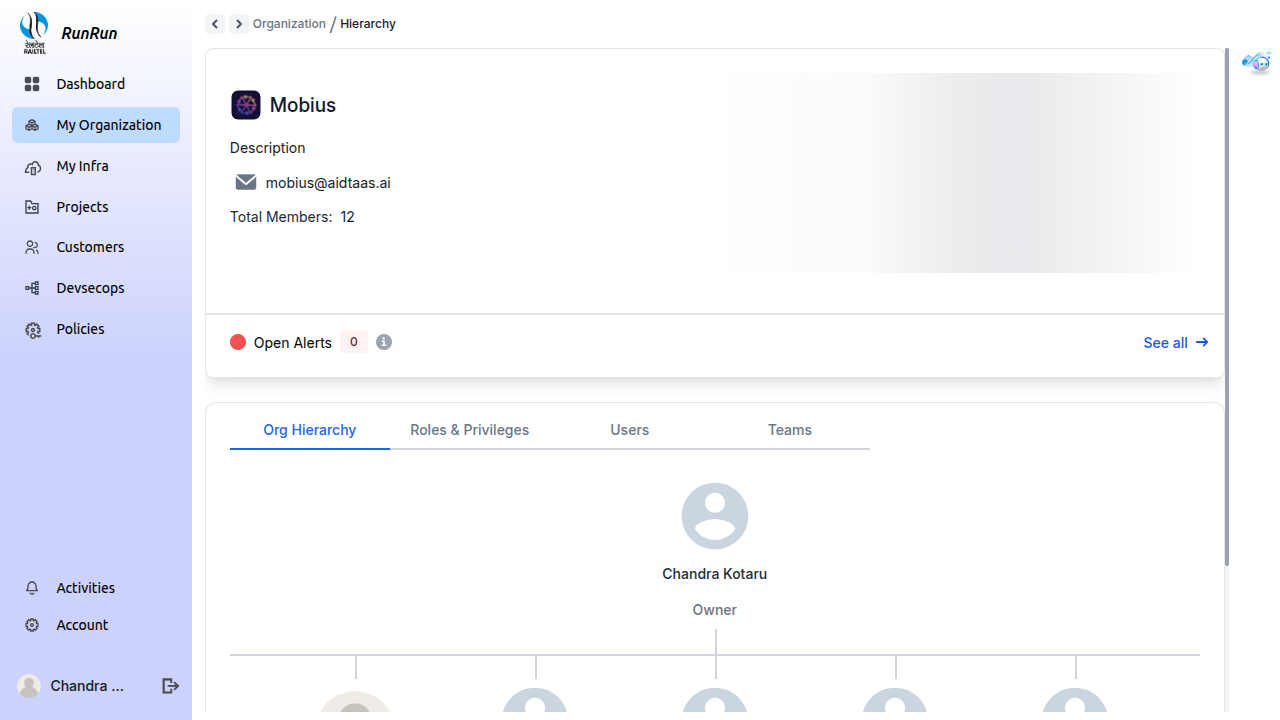 RunRun
रेलटेल
RAILTEL
Dashboard
My Organization
My Infra
Projects
Customers
Devsecops
Policies
Activities
Account
Chandra ...
Organization / Hierarchy
Mobius
Description
mobius@aidtaas.ai
Total Members: 12
Open Alerts 0
See all
Org Hierarchy
Roles & Privileges
Users
Teams
Chandra Kotaru
Owner